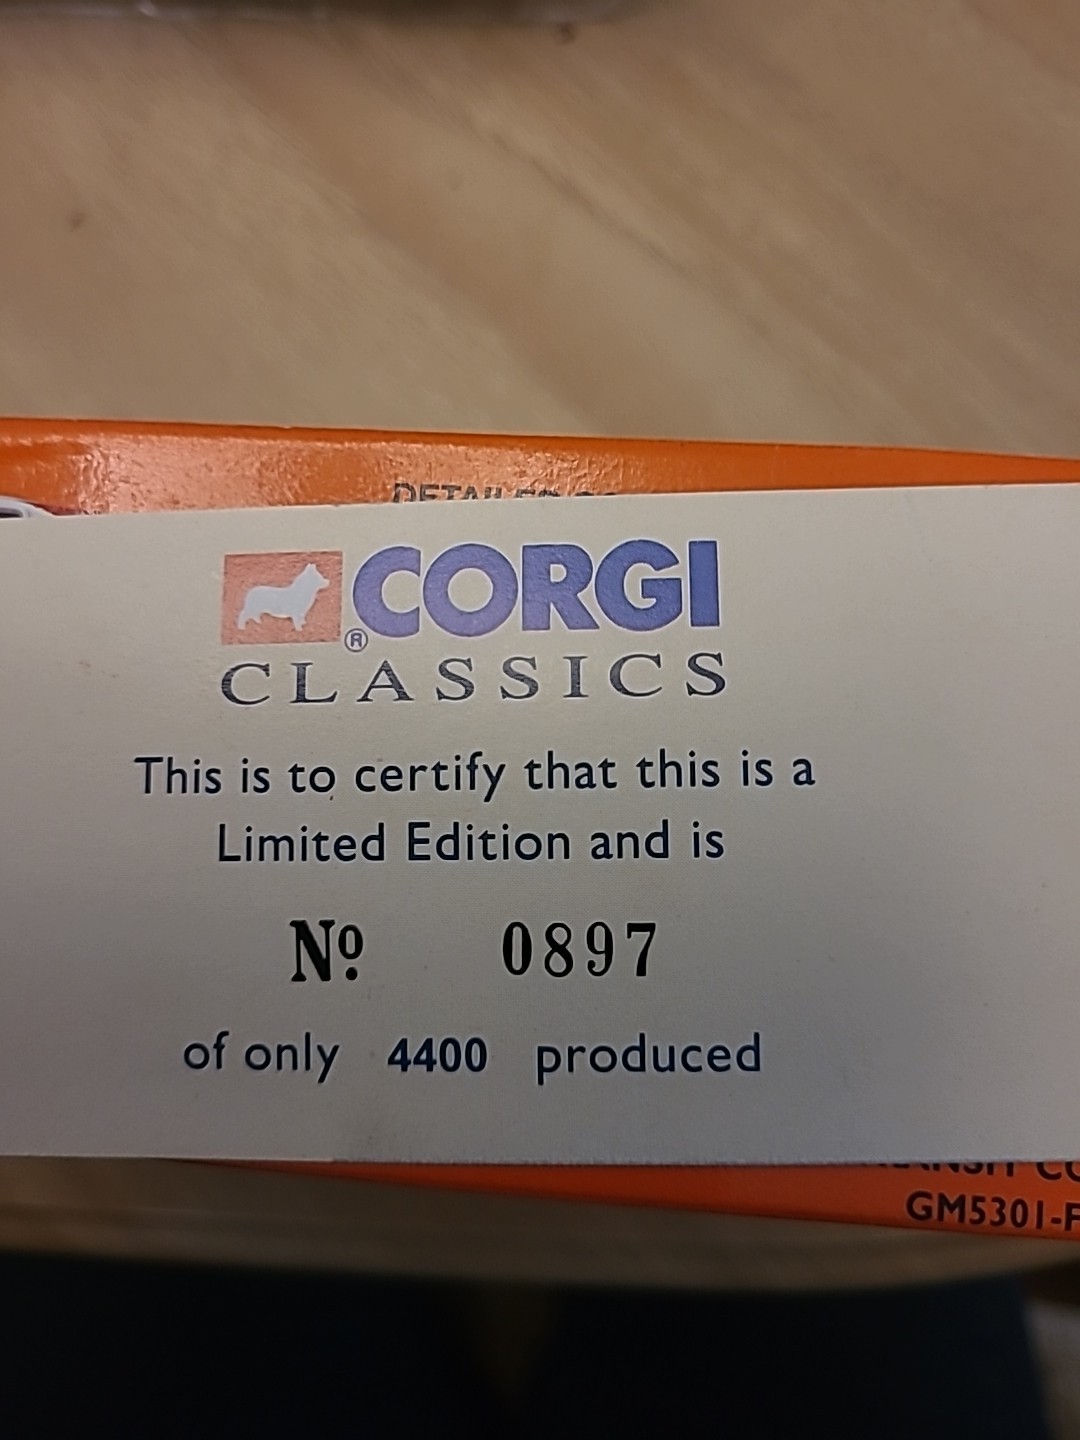 CORGI
®
CLASSICS
This is to certify that this is a
Limited Edition and is
Nº 0897
of only 4400 produced
GM5301-F